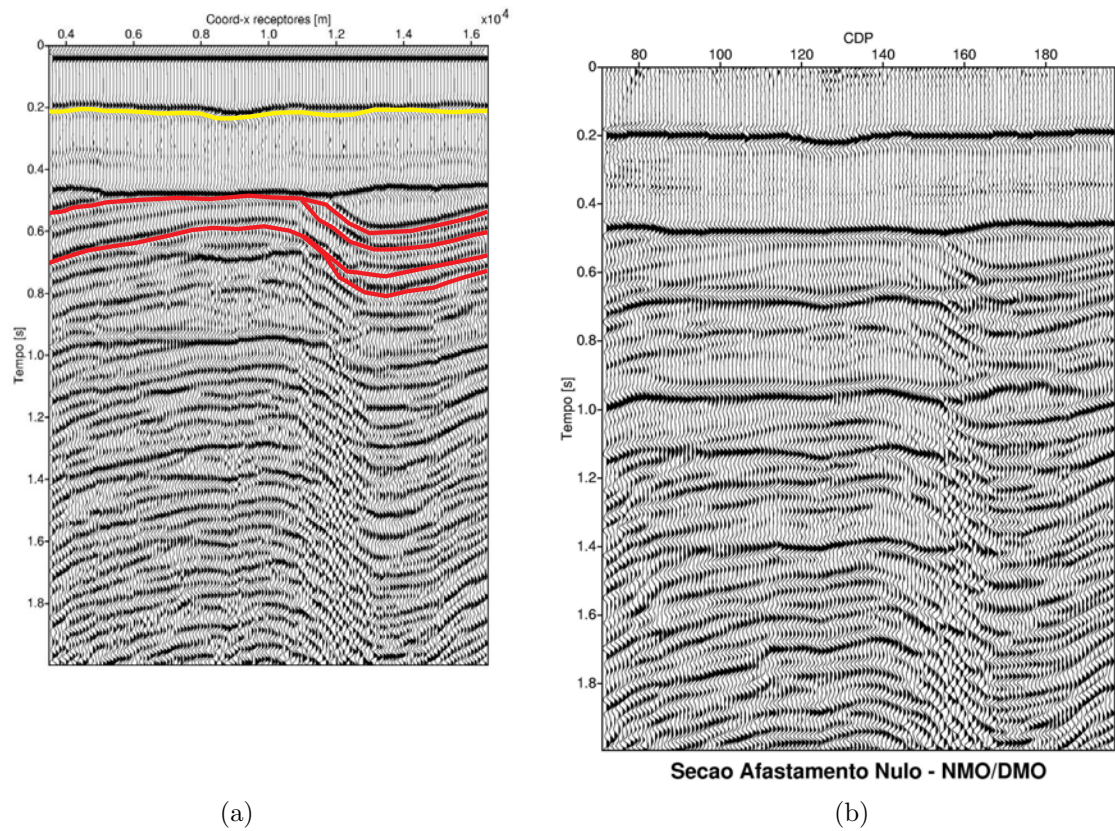 Coord-x receptores [m]
x10⁴
0.4 0.6 0.8 1.0 1.2 1.4 1.6
0
0.2
0.4
0.6
0.8
1.0
1.2
1.4
1.6
1.8
Tempo [s]
(a)
CDP
80 100 120 140 160 180
0
0.2
0.4
0.6
0.8
1.0
1.2
1.4
1.6
1.8
Tempo [s]
Secao Afastamento Nulo - NMO/DMO
(b)